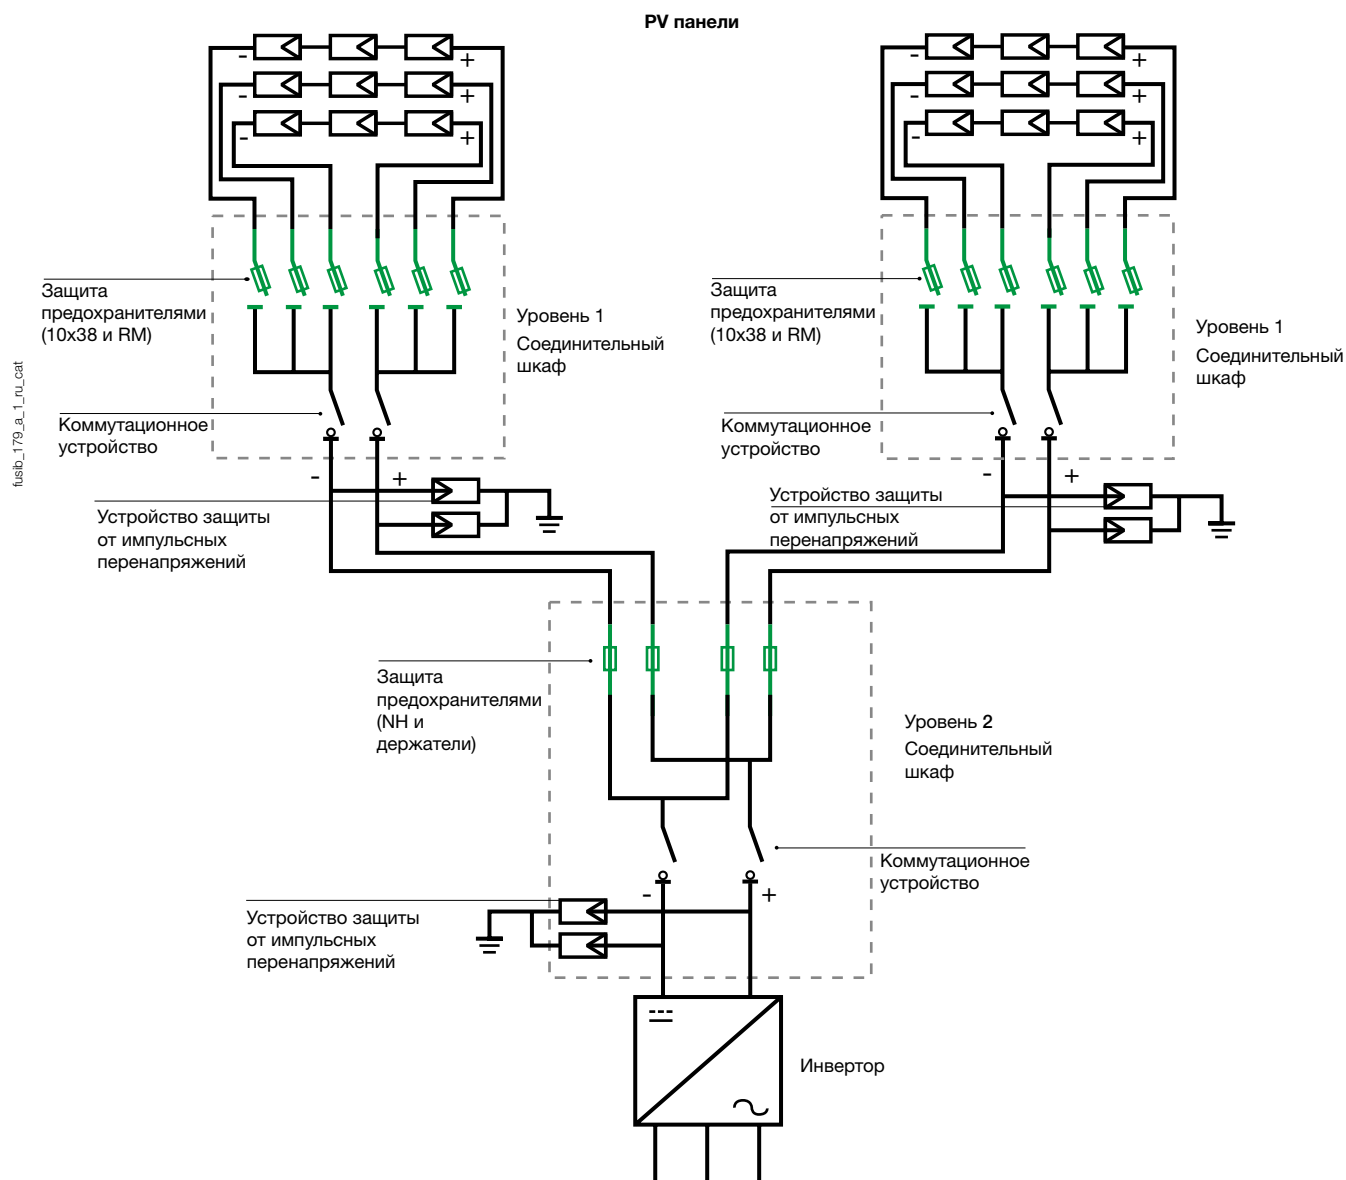 PV панели
- + - +
- + - +
- + - +
Защита
предохранителями
(10x38 и RM)
Уровень 1
Соединительный
шкаф
Коммутационное
устройство
- +
Устройство защиты
от импульсных
перенапряжений
Защита
предохранителями
(10x38 и RM)
Уровень 1
Соединительный
шкаф
Коммутационное
устройство
- +
Устройство защиты
от импульсных
перенапряжений
fusib_179_a_1_ru_cat
Защита
предохранителями
(NH и
держатели)
Уровень 2
Соединительный
шкаф
Коммутационное
устройство
- +
Устройство защиты
от импульсных
перенапряжений
Инвертор